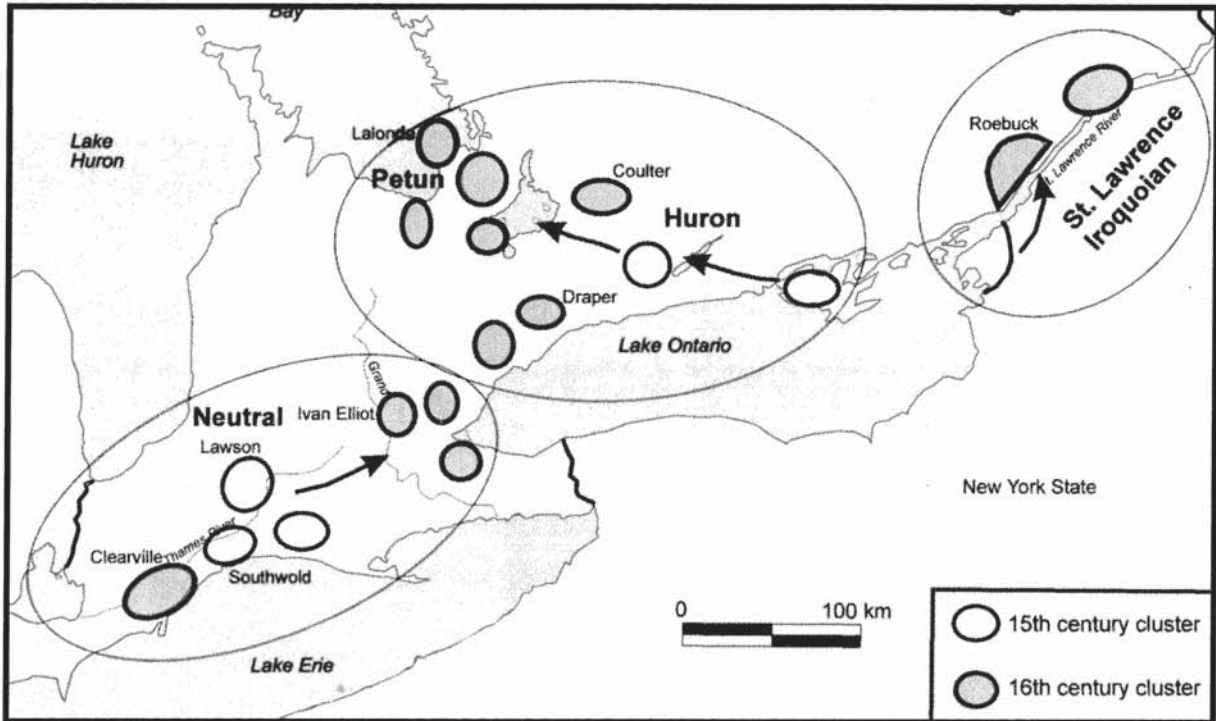 Bay
Lake
Huron
Lalonde
Petun
Coulter
Huron
Roebuck
St. Lawrence River
St. Lawrence
Iroquoian
Draper
Lake Ontario
Grand
Neutral
Ivan Elliot
Lawson
New York State
Clearville
Thames River
Southwold
Lake Erie
0 100 km
15th century cluster
16th century cluster